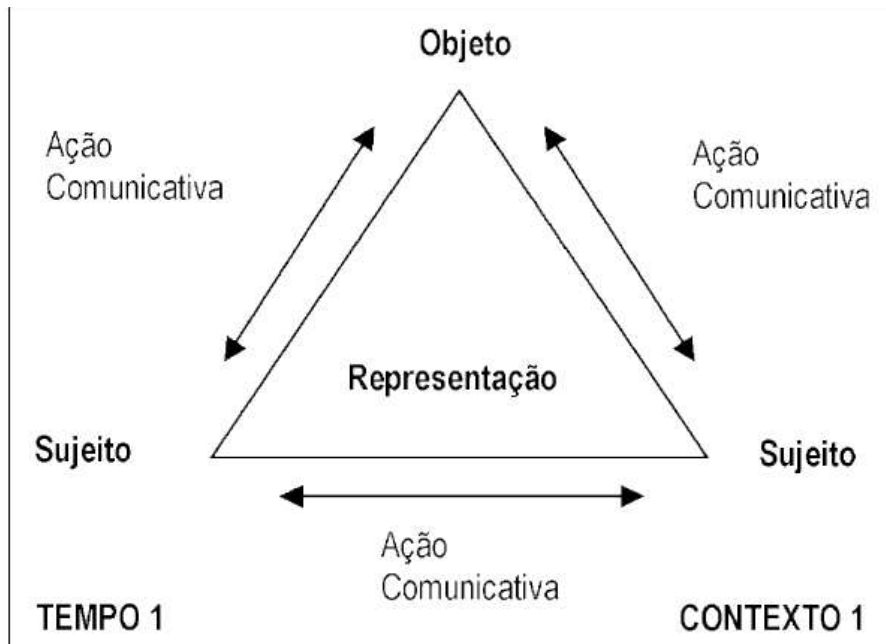 Objeto
Ação
Comunicativa
Ação
Comunicativa
Representação
Sujeito
Sujeito
Ação
Comunicativa
TEMPO 1
CONTEXTO 1